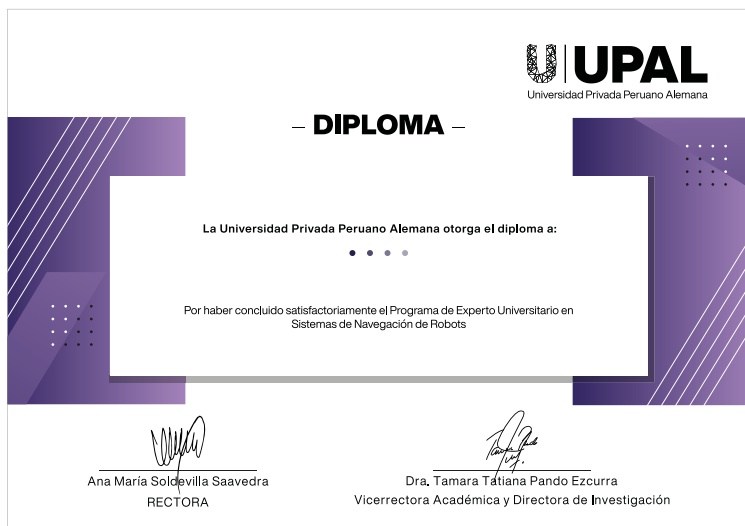 UPAL
Universidad Privada Peruano Alemana
– DIPLOMA –
La Universidad Privada Peruano Alemana otorga el diploma a:
Por haber concluido satisfactoriamente el Programa de Experto Universitario en
Sistemas de Navegación de Robots
Ana María Soldevilla Saavedra
RECTORA
Dra. Tamara Tatiana Pando Ezcurra
Vicerrectora Académica y Directora de Investigación